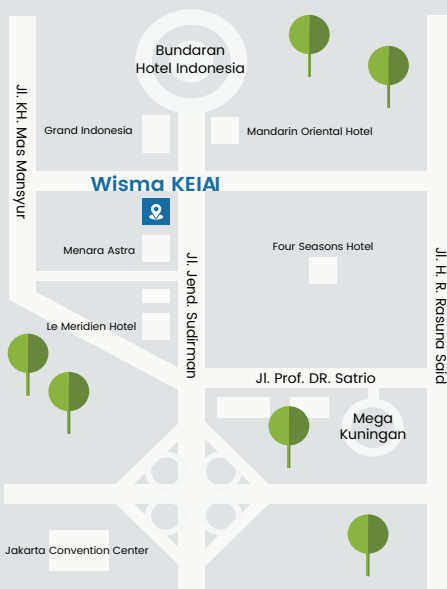 Bundaran
Hotel Indonesia
Jl. KH. Mas Mansyur
Grand Indonesia
Mandarin Oriental Hotel
Wisma KEIAI
Menara Astra
Four Seasons Hotel
Jl. Jend. Sudirman
Jl. H. R. Rasuna Said
Le Meridien Hotel
Jl. Prof. DR. Satrio
Mega
Kuningan
Jakarta Convention Center